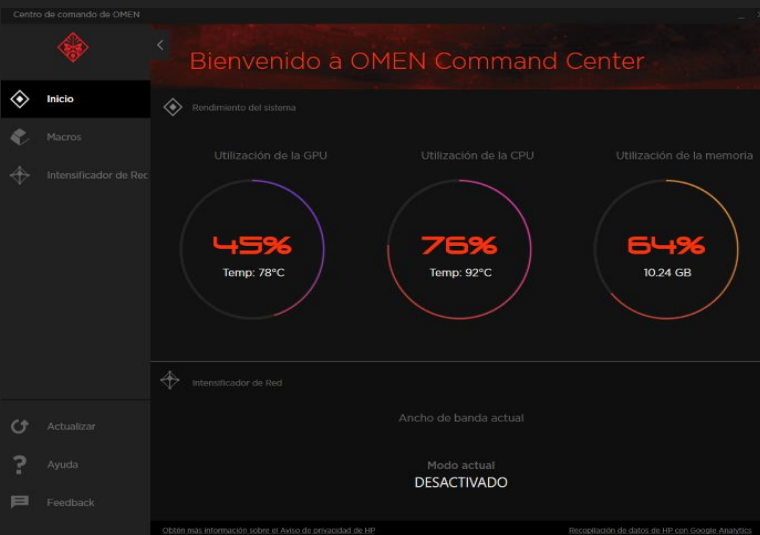 Centro de comando de OMEN
Bienvenido a OMEN Command Center
Inicio
Macros
Intensificador de Rec
Rendimiento del sistema
Utilización de la GPU
45%
Temp: 78°C
Utilización de la CPU
76%
Temp: 92°C
Utilización de la memoria
64%
10.24 GB
Intensificador de Red
Ancho de banda actual
Modo actual
DESACTIVADO
Actualizar
Ayuda
Feedback
Obtén más información sobre el Aviso de privacidad de HP
Recopilación de datos de HP con Google Analytics